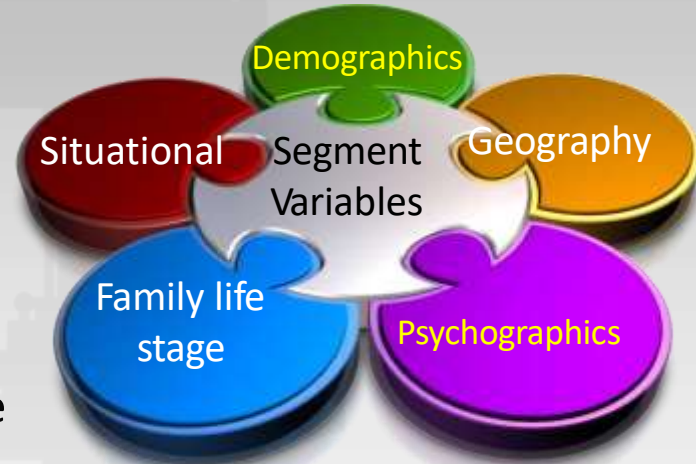 Demographics
Situational
Segment
Variables
Geography
Family life
stage
Psychographics
e